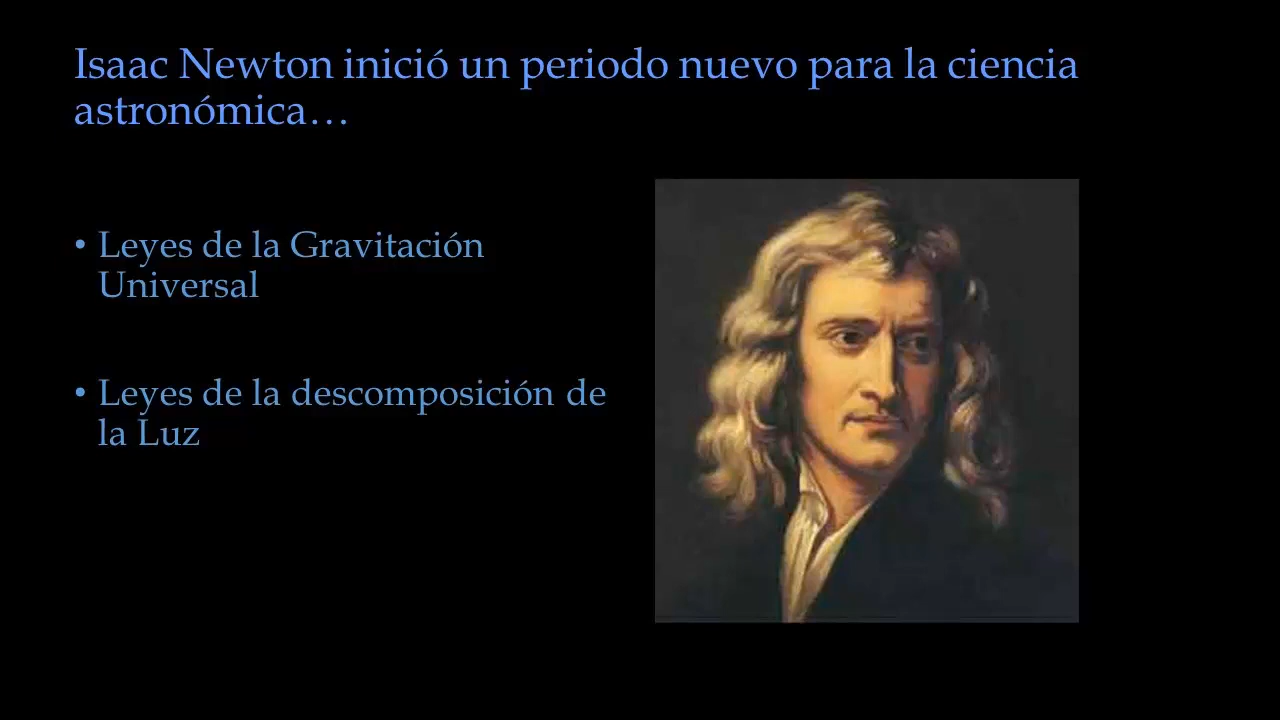 Isaac Newton inició un periodo nuevo para la ciencia
astronómica…
• Leyes de la Gravitación
Universal
• Leyes de la descomposición de
la Luz